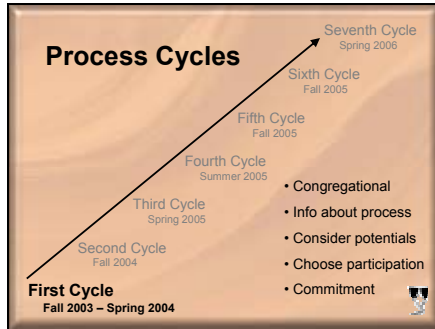 Process Cycles
Seventh Cycle
Spring 2006
Sixth Cycle
Fall 2005
Fifth Cycle
Fall 2005
Fourth Cycle
Summer 2005
Third Cycle
Spring 2005
Second Cycle
Fall 2004
First Cycle
Fall 2003 – Spring 2004
• Congregational
• Info about process
• Consider potentials
• Choose participation
• Commitment